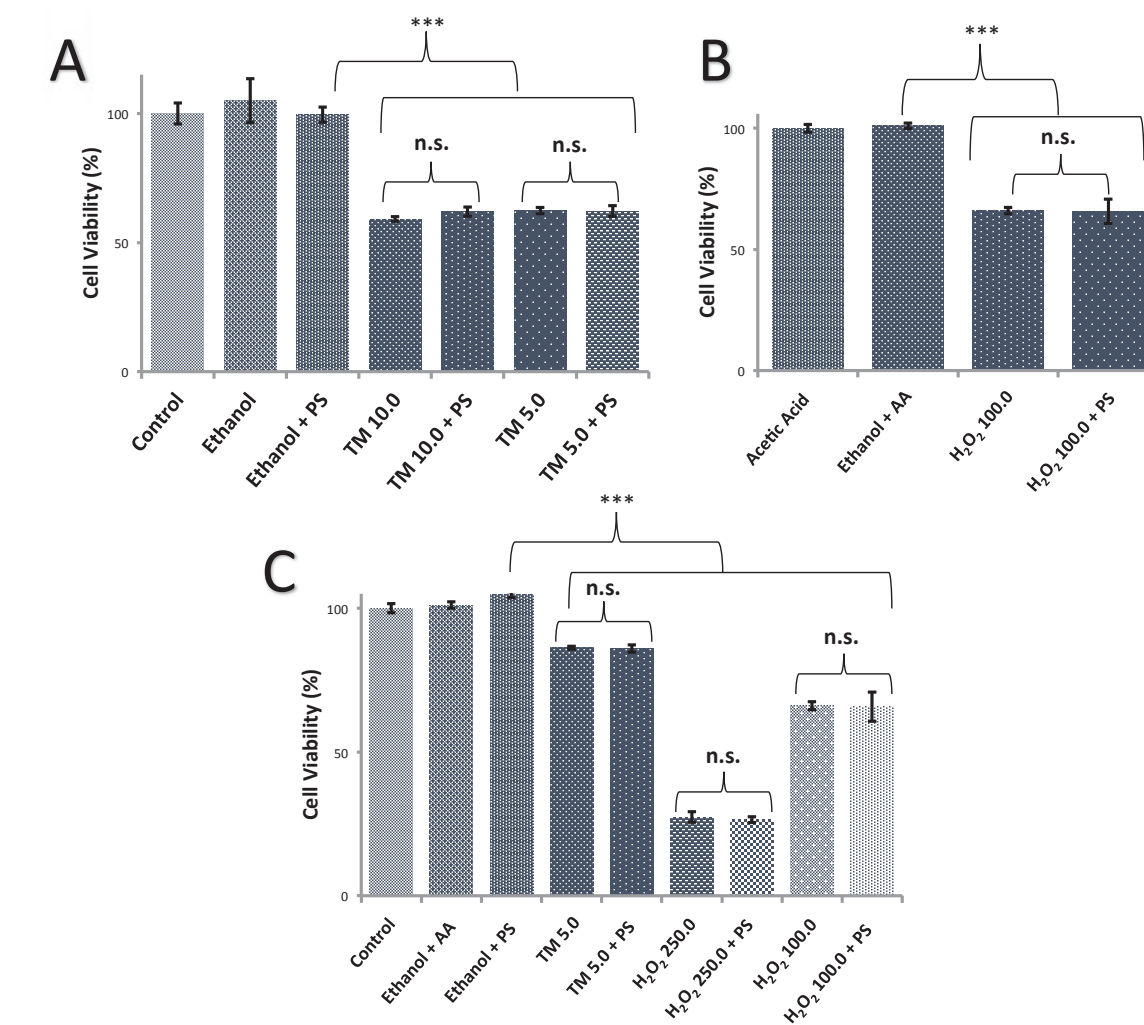 A
***
n.s.
n.s.
Cell Viability (%)
100
50
0
Control
Ethanol
Ethanol + PS
TM 10.0
TM 10.0 + PS
TM 5.0
TM 5.0 + PS
B
***
n.s.
Cell Viability (%)
100
50
0
Acetic Acid
Ethanol + AA
H₂O₂ 100.0
H₂O₂ 100.0 + PS
C
***
n.s.
n.s.
n.s.
Cell Viability (%)
100
50
0
Control
Ethanol + AA
Ethanol + PS
TM 5.0
TM 5.0 + PS
H₂O₂ 250.0
H₂O₂ 250.0 + PS
H₂O₂ 100.0
H₂O₂ 100.0 + PS